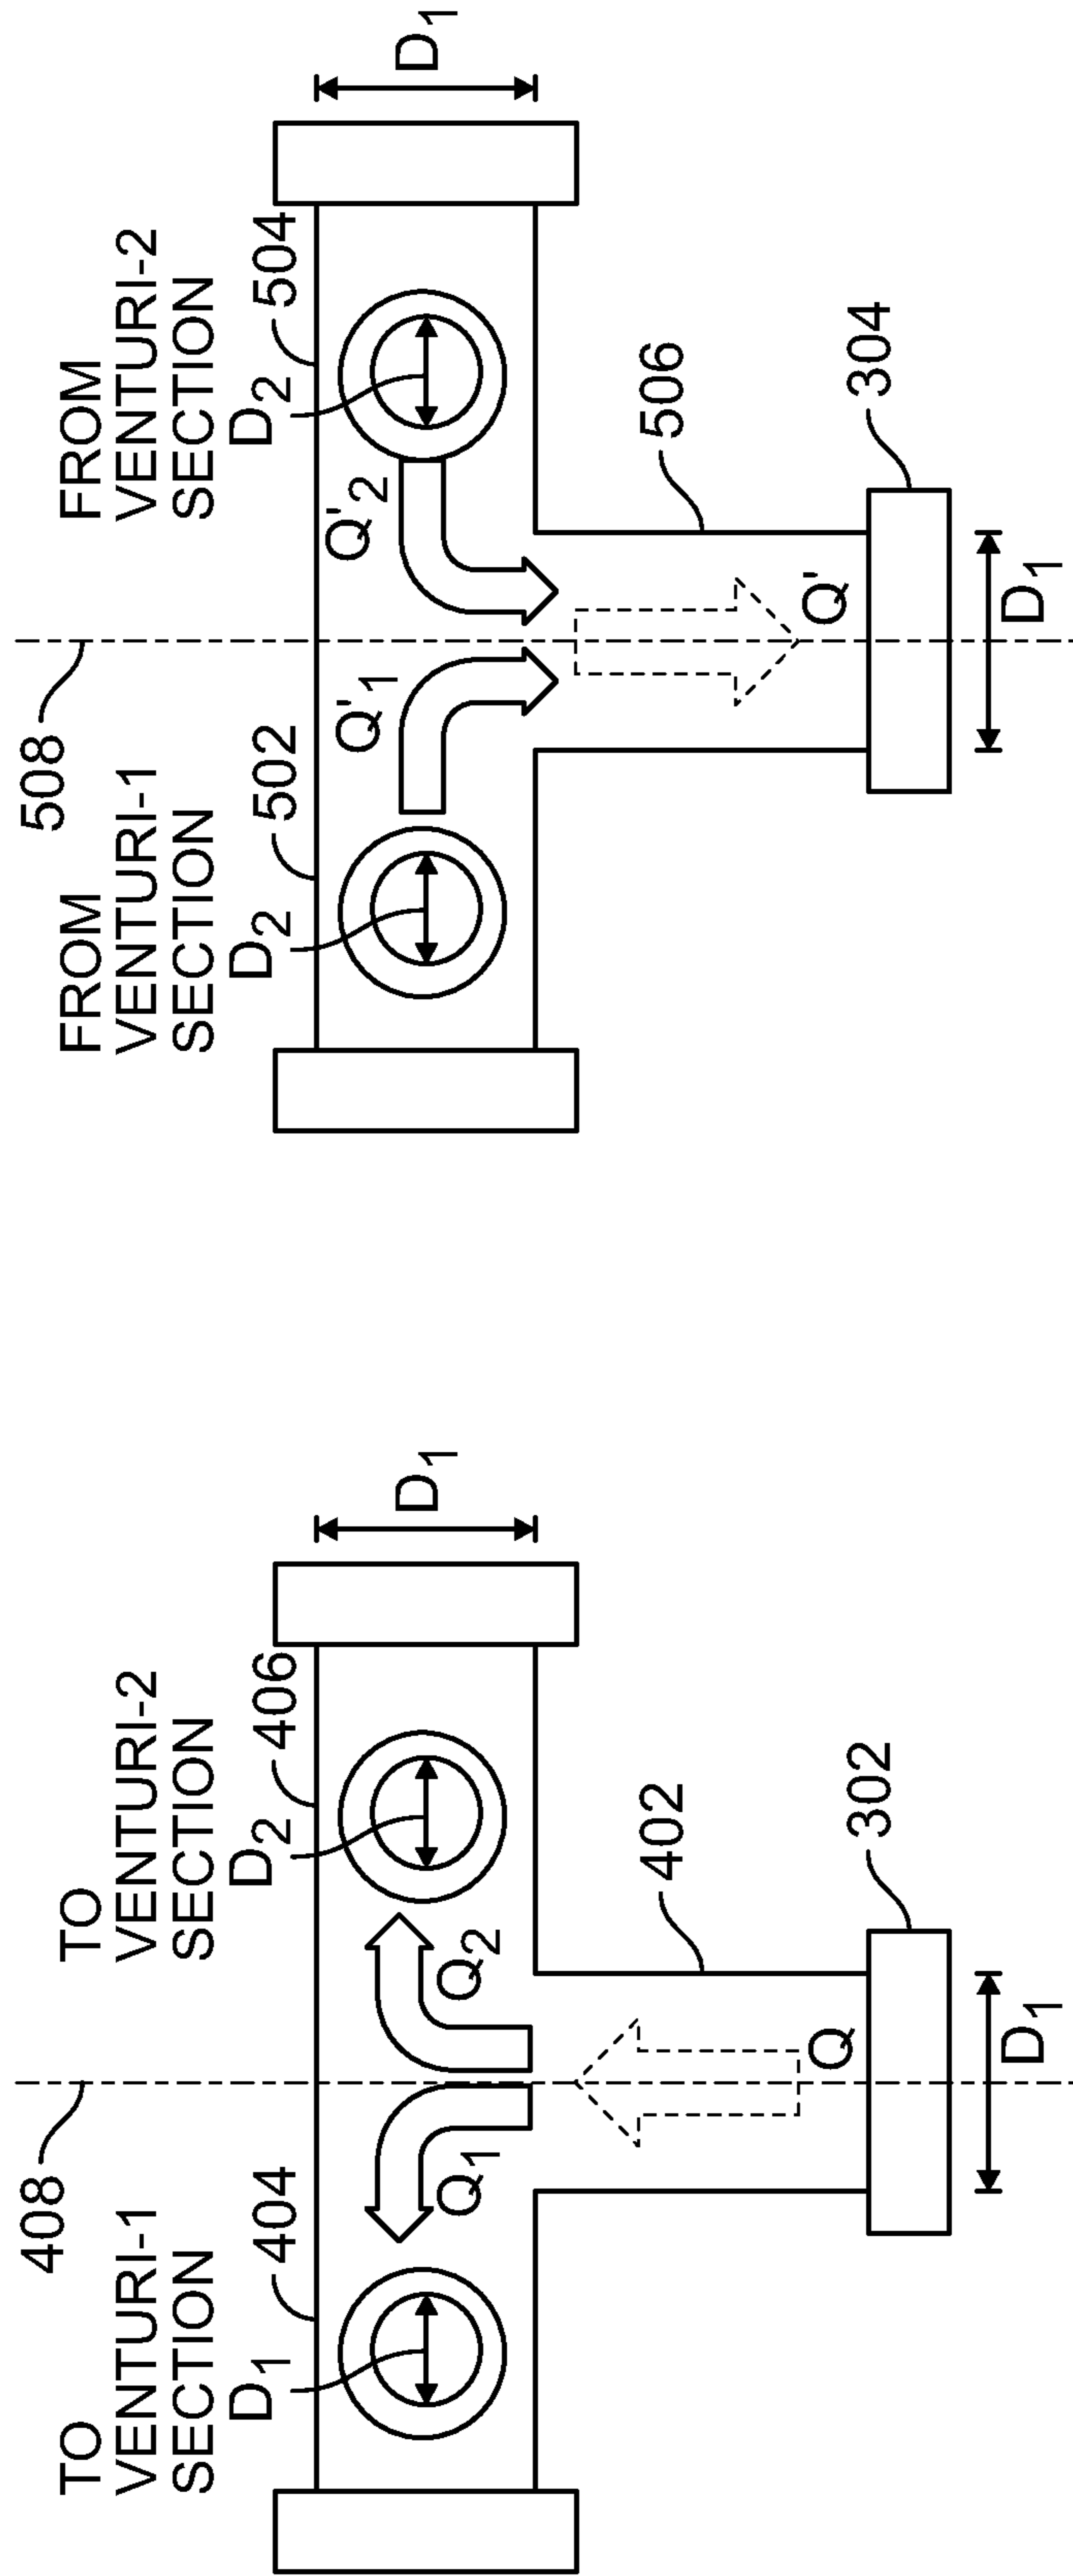 408
TO
VENTURI-1
SECTION
D1
404
TO
VENTURI-2
SECTION
D2
406
D1
Q1
Q2
402
Q
302
D1
508
FROM
VENTURI-1
SECTION
D2
502
FROM
VENTURI-2
SECTION
D2
504
D1
Q'1
Q'2
506
Q'
304
D1